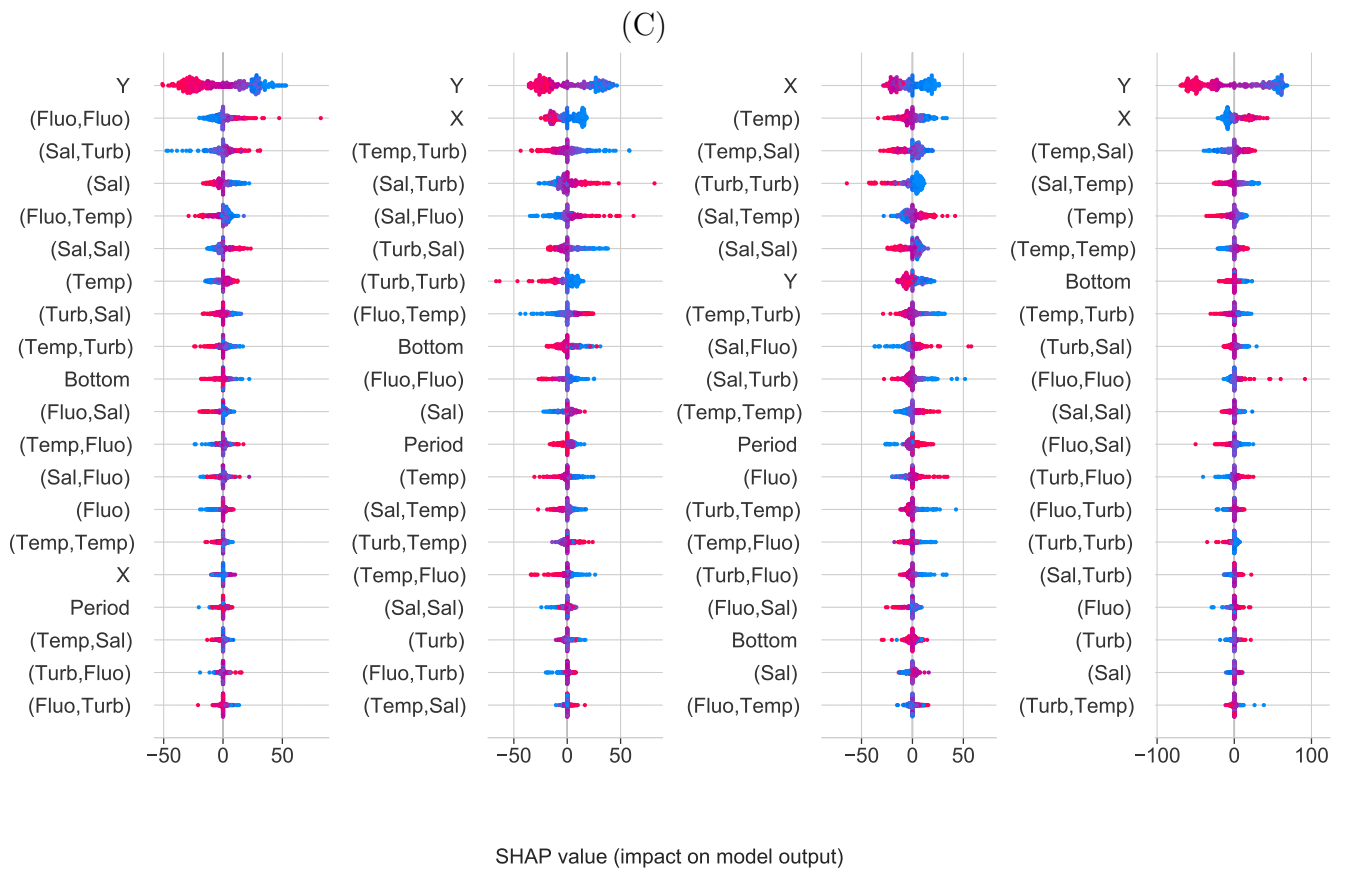 (C)
Y
(Fluo,Fluo)
(Sal,Turb)
(Sal)
(Fluo,Temp)
(Sal,Sal)
(Temp)
(Turb,Sal)
(Temp,Turb)
Bottom
(Fluo,Sal)
(Temp,Fluo)
(Sal,Fluo)
(Fluo)
(Temp,Temp)
X
Period
(Temp,Sal)
(Turb,Fluo)
(Fluo,Turb)
−50 0 50
Y
X
(Temp,Turb)
(Sal,Turb)
(Sal,Fluo)
(Turb,Sal)
(Turb,Turb)
(Fluo,Temp)
Bottom
(Fluo,Fluo)
(Sal)
Period
(Temp)
(Sal,Temp)
(Turb,Temp)
(Temp,Fluo)
(Sal,Sal)
(Turb)
(Fluo,Turb)
(Temp,Sal)
−50 0 50
X
(Temp)
(Temp,Sal)
(Turb,Turb)
(Sal,Temp)
(Sal,Sal)
Y
(Temp,Turb)
(Sal,Fluo)
(Sal,Turb)
(Temp,Temp)
Period
(Fluo)
(Turb,Temp)
(Temp,Fluo)
(Turb,Fluo)
(Fluo,Sal)
Bottom
(Sal)
(Fluo,Temp)
−50 0 50
Y
X
(Temp,Sal)
(Sal,Temp)
(Temp)
(Temp,Temp)
Bottom
(Temp,Turb)
(Turb,Sal)
(Fluo,Fluo)
(Sal,Sal)
(Fluo,Sal)
(Turb,Fluo)
(Fluo,Turb)
(Turb,Turb)
(Sal,Turb)
(Fluo)
(Turb)
(Sal)
(Turb,Temp)
−100 0 100
SHAP value (impact on model output)